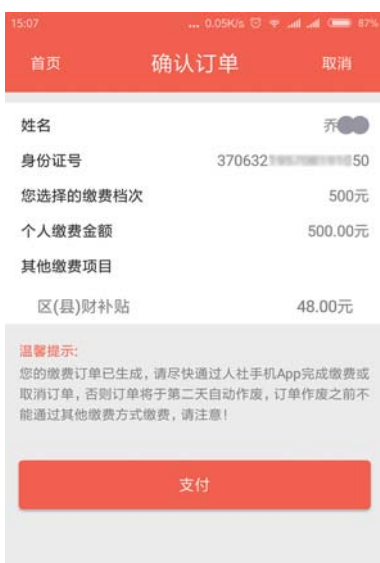 15:07 ... 0.05K/s 87%
首页 确认订单 取消
姓名 乔
身份证号 370632 50
您选择的缴费档次 500元
个人缴费金额 500.00元
其他缴费项目
区(县)财补贴 48.00元
温馨提示:
您的缴费订单已生成，请尽快通过人社手机App完成缴费或
取消订单，否则订单将于第二天自动作废，订单作废之前不
能通过其他缴费方式缴费，请注意！
支付